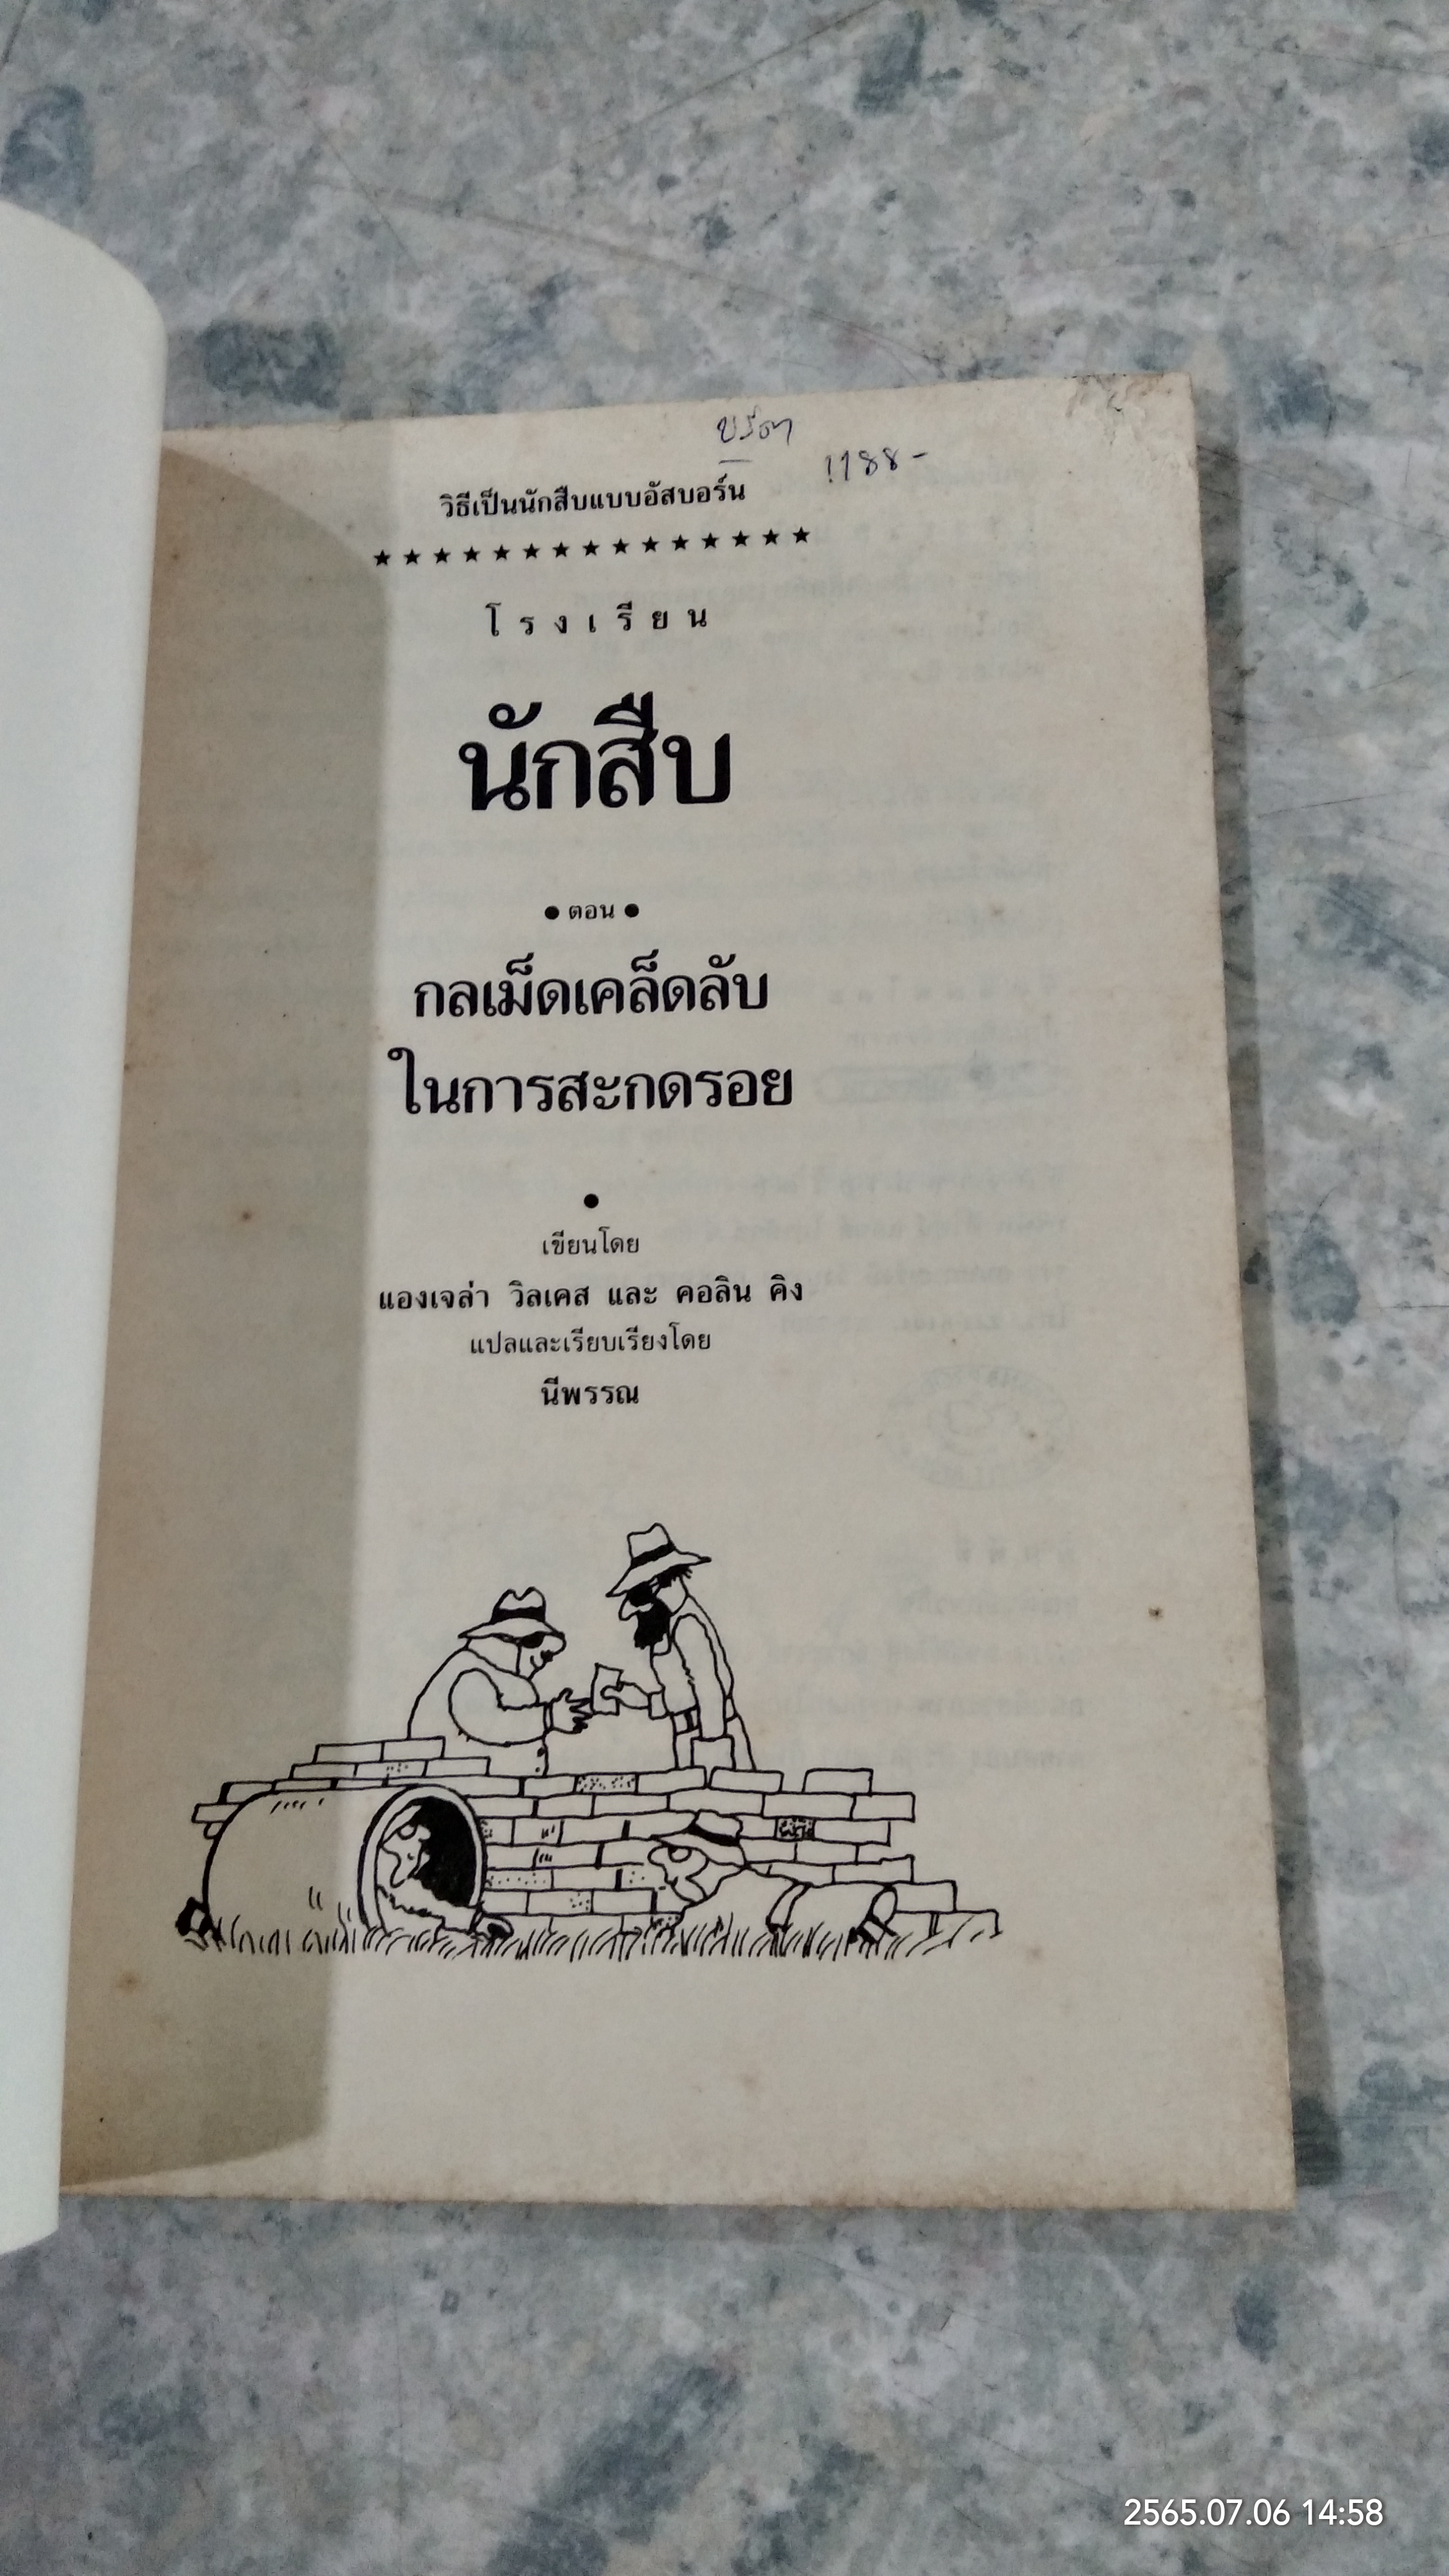 วิธีเป็นนักสืบแบบอัสบอร์น
★★★★★★★★★★★★★★★
โรงเรียน
นักสืบ
● ตอน ●
กลเม็ดเคล็ดลับ
ในการสะกดรอย
●
เขียนโดย
แองเจล่า วิลเคส และ คอลิน คิง
แปลและเรียบเรียงโดย
นีพรรณ
2565.07.06 14:58